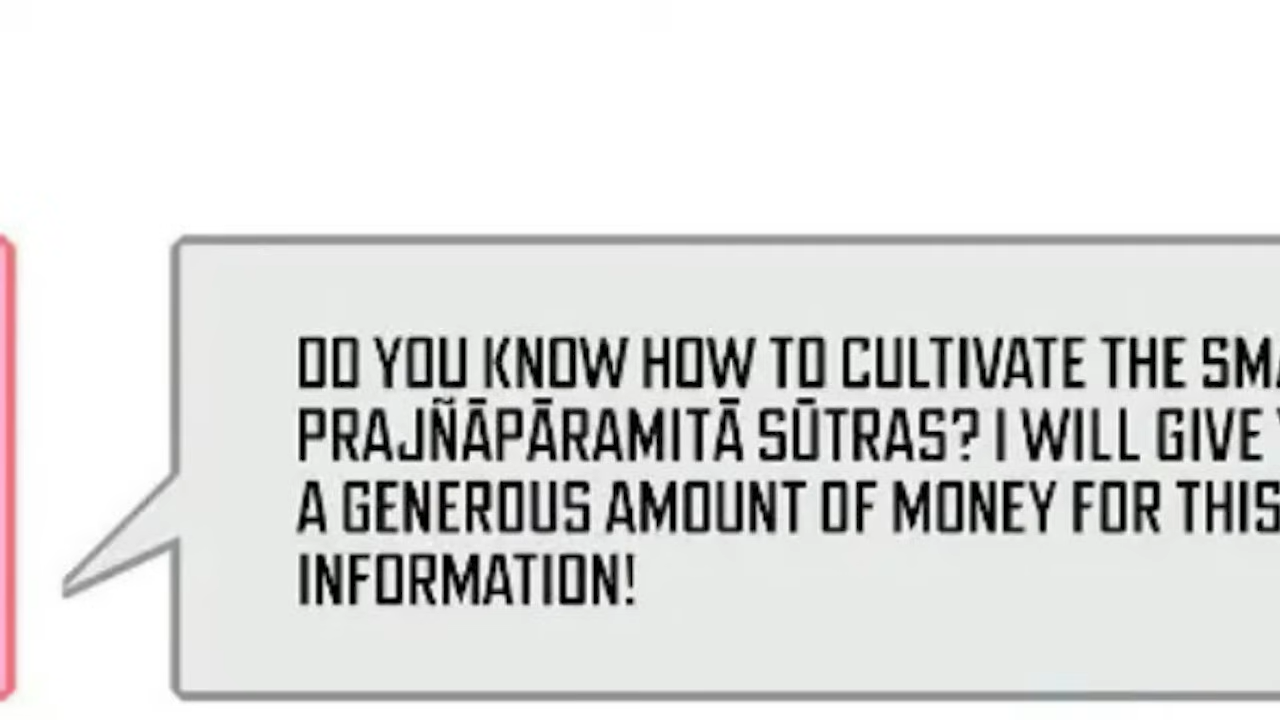 DO YOU KNOW HOW TO CULTIVATE THE
PRAJÑĀPĀRAMITĀ SŪTRAS? I WILL GIVE
A GENEROUS AMOUNT OF MONEY FOR THIS
INFORMATION!